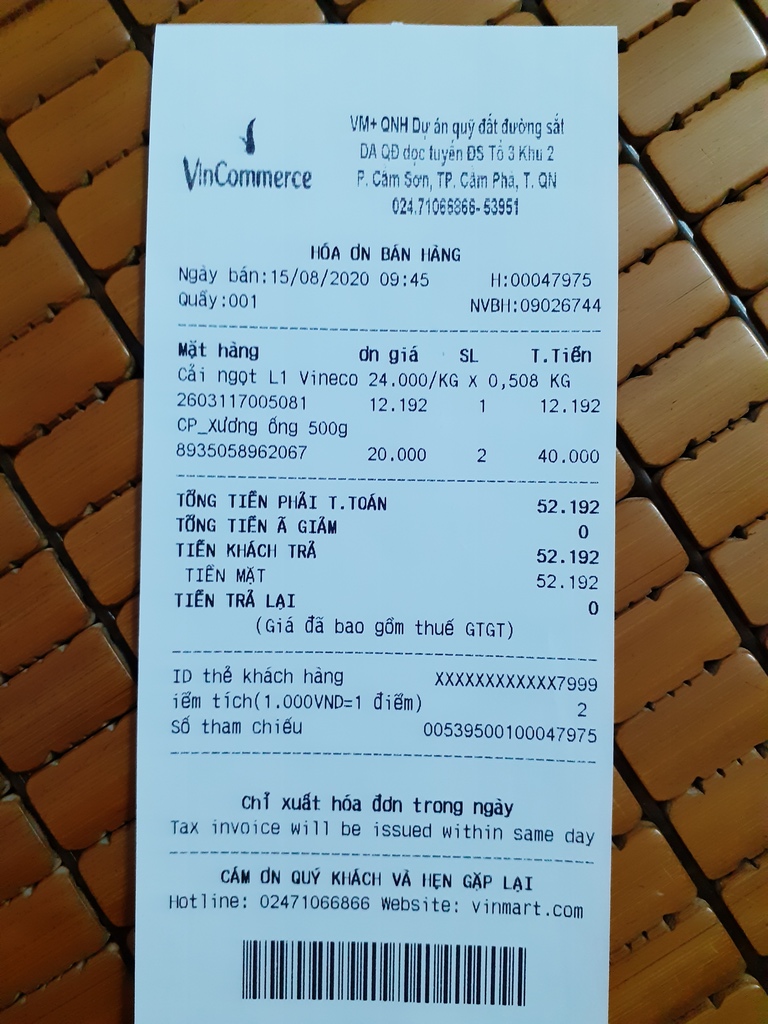 VinCommerce
VM+ QNH Dự án quỹ đất đường sắt
DA QĐ dọc tuyến ĐS Tổ 3 Khu 2
P. Cẩm Sơn, TP. Cẩm Phả, T. QN
024.71066866-53951
HÓA ƠN BÁN HÀNG
Ngày bán:15/08/2020 09:45 H:00047975
Quầy:001 NVBH:09026744
Mặt hàng ơn giá SL T.Tiền
Cải ngọt L1 Vineco 24.000/KG X 0,508 KG
2603117005081 12.192 1 12.192
CP_Xương ống 500g
8935058962067 20.000 2 40.000
TỔNG TIỀN PHẢI T.TOÁN 52.192
TỔNG TIỀN Ã GIẢM 0
TIỀN KHÁCH TRẢ 52.192
TIỀN MẶT 52.192
TIỀN TRẢ LẠI 0
(Giá đã bao gồm thuế GTGT)
ID thẻ khách hàng XXXXXXXXXXXX7999
iểm tích(1.000VND=1 điểm) 2
Số tham chiếu 00539500100047975
Chỉ xuất hóa đơn trong ngày
Tax invoice will be issued within same day
CÁM ƠN QUÝ KHÁCH VÀ HẸN GẶP LẠI
Hotline: 02471066866 Website: vinmart.com